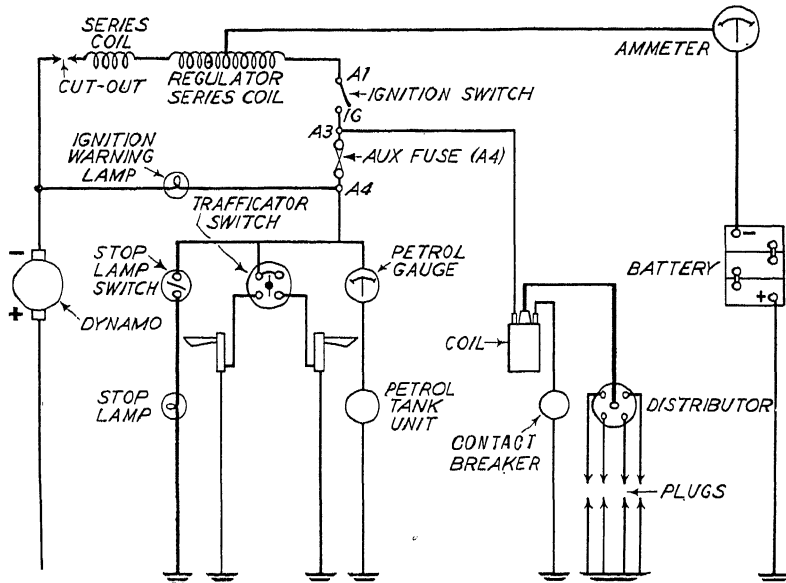 SERIES
COIL
CUT-OUT
REGULATOR
SERIES COIL
A1
IGNITION SWITCH
IG
A3
AUX FUSE (A4)
A4
AMMETER
IGNITION
WARNING
LAMP
TRAFFICATOR
SWITCH
STOP
LAMP
SWITCH
PETROL
GAUGE
BATTERY
-
+
-
+
DYNAMO
COIL
STOP
LAMP
PETROL
TANK
UNIT
CONTACT
BREAKER
DISTRIBUTOR
PLUGS